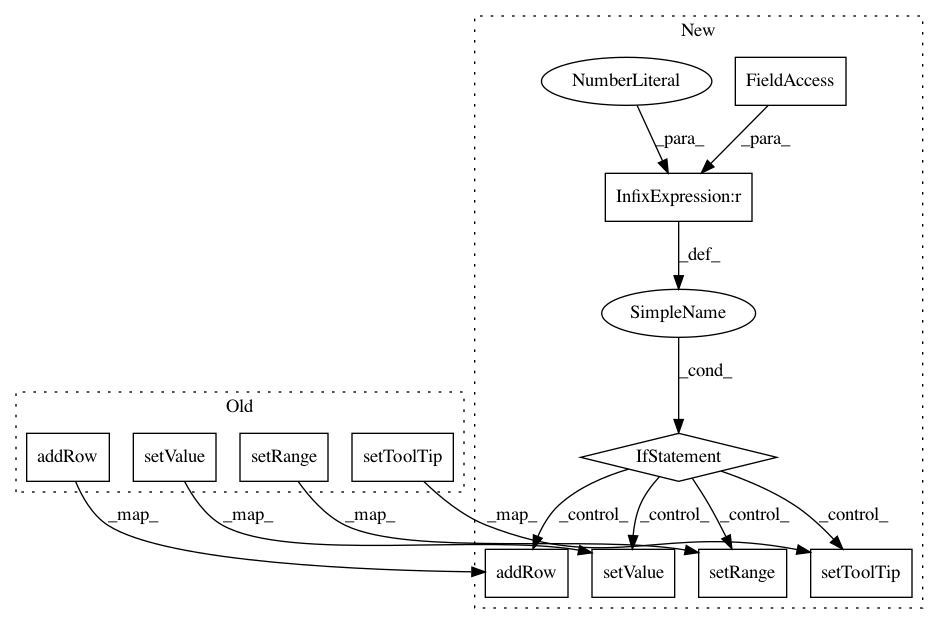 New
NumberLiteral
FieldAccess
_para_
_para_
InfixExpression:r
_def_
SimpleName
_cond_
Old
addRow
setValue
setRange
setToolTip
IfStatement
_map_
_map_
_map_
_map_
_control_
_control_
_control_
_control_
addRow
setValue
setRange
setToolTip